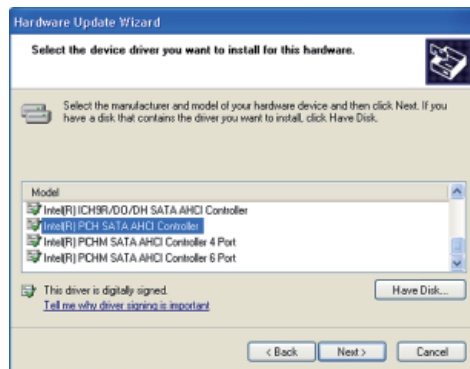 Hardware Update Wizard
Select the device driver you want to install for this hardware.
Select the manufacturer and model of your hardware device and then click Next. If you
have a disk that contains the driver you want to install, click Have Disk.
Model
Intel(R) ICH9R/DO/DH SATA AHCI Controller
Intel(R) PCH SATA AHCI Controller
Intel(R) PCHM SATA AHCI Controller 4 Port
Intel(R) PCHM SATA AHCI Controller 6 Port
This driver is digitally signed.
Tell me why driver signing is important
Have Disk...
< Back
Next >
Cancel